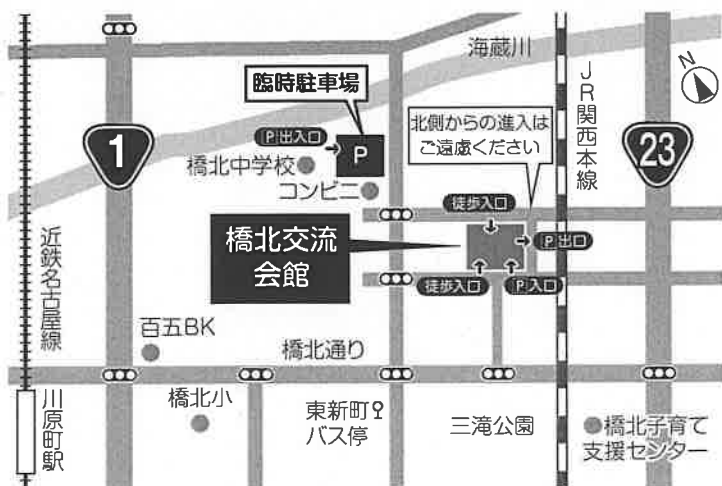 海蔵川
N
臨時駐車場
JR関西本線
1
P出入口
P
北側からの進入は
ご遠慮ください
23
橋北中学校
コンビニ
徒歩入口
橋北交流
会館
P出口
徒歩入口
P入口
近鉄名古屋線
百五BK
橋北通り
川原町駅
橋北小
東新町
バス停
三滝公園
橋北子育て
支援センター